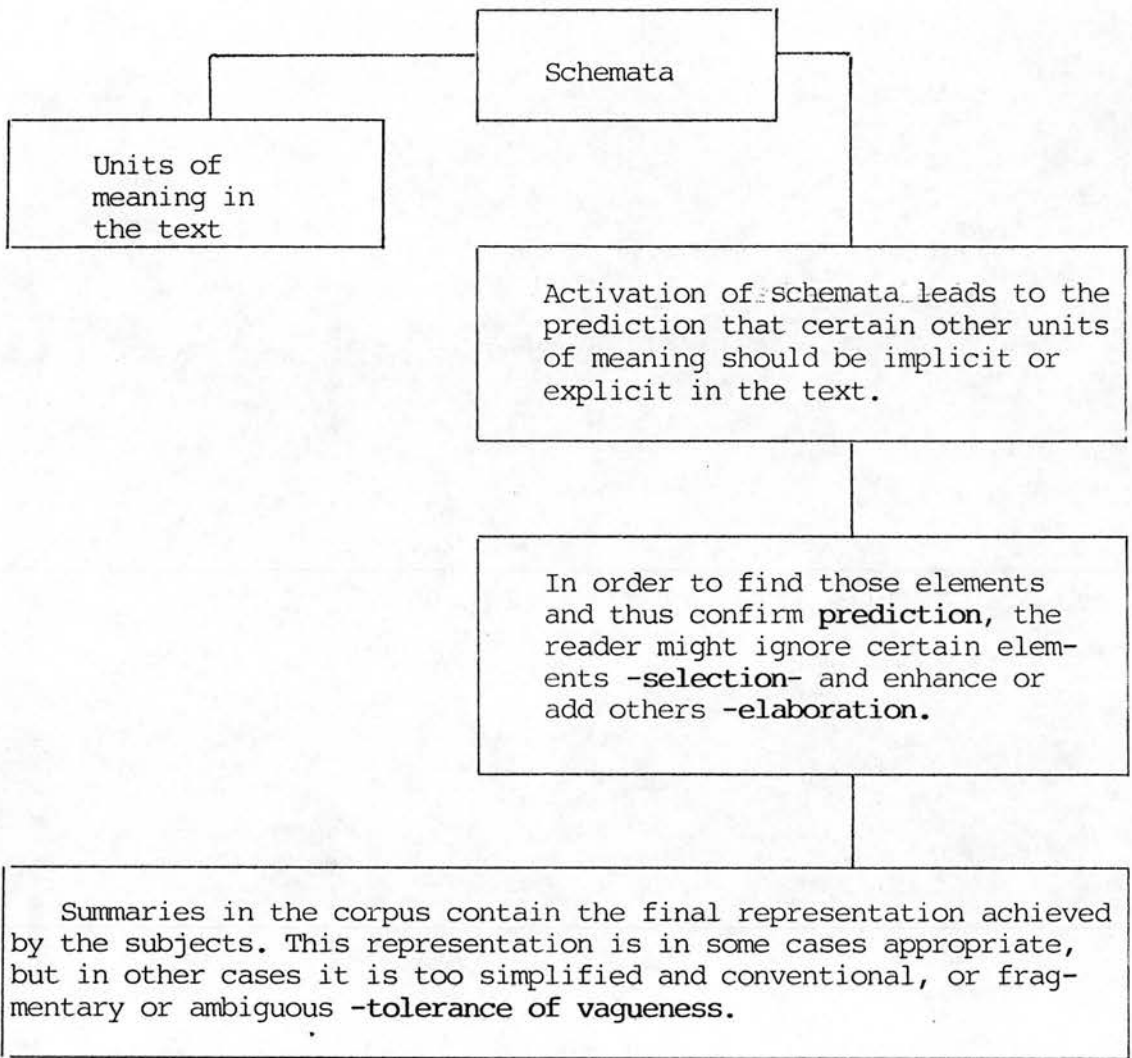 Schemata
Units of
meaning in
the text
Activation of schemata leads to the
prediction that certain other units
of meaning should be implicit or
explicit in the text.
In order to find those elements
and thus confirm prediction, the
reader might ignore certain elem-
ents -selection- and enhance or
add others -elaboration.
Summaries in the corpus contain the final representation achieved
by the subjects. This representation is in some cases appropriate,
but in other cases it is too simplified and conventional, or frag-
mentary or ambiguous -tolerance of vagueness.